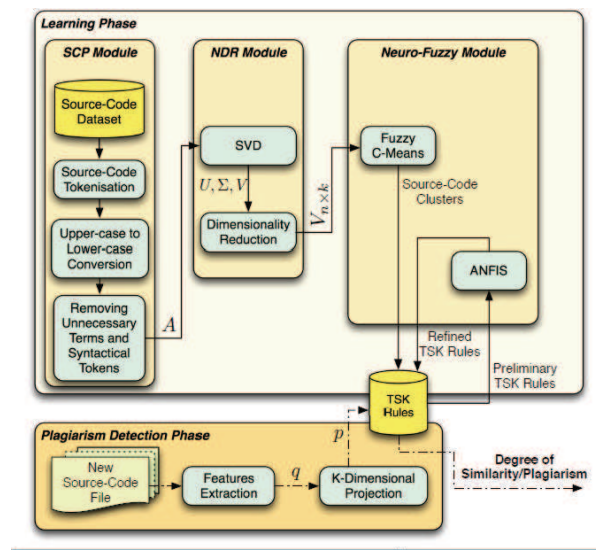 Learning Phase
SCP Module
NDR Module
Neuro-Fuzzy Module
Source-Code
Dataset
Source-Code
Tokenisation
Upper-case to
Lower-case
Conversion
Removing
Unnecessary
Terms and
Syntactical
Tokens
A
SVD
U, Σ, V
Dimensionality
Reduction
V_{n×k}
Fuzzy
C-Means
Source-Code
Clusters
ANFIS
Refined
TSK Rules
Preliminary
TSK Rules
TSK
Rules
Plagiarism Detection Phase
p
New
Source-Code
File
Features
Extraction
q
K-Dimensional
Projection
Degree of
Similarity/Plagiarism